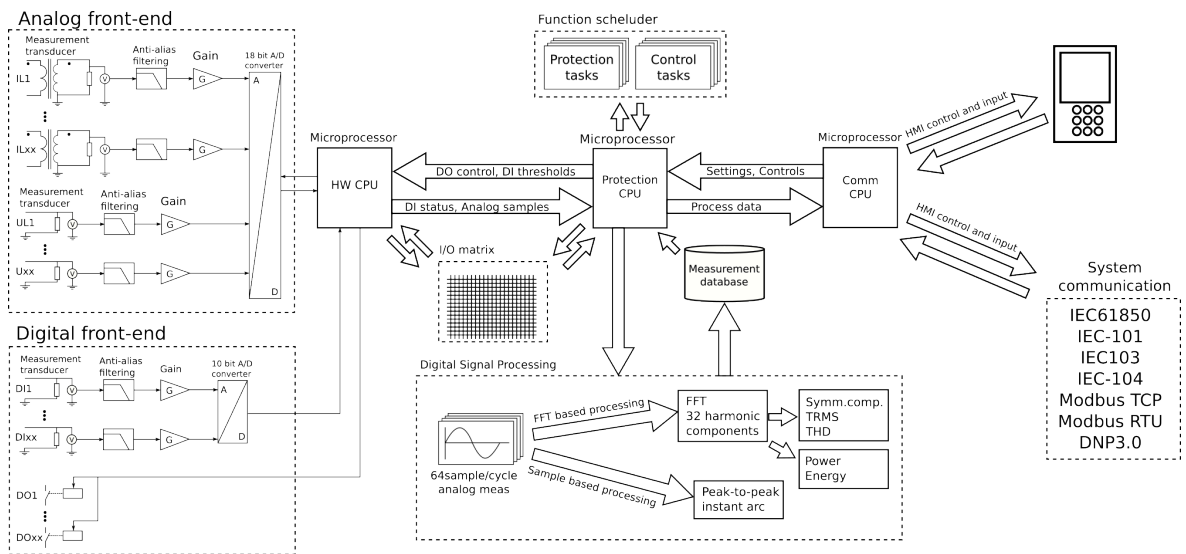 Analog front-end
Measurement
transducer
Anti-alias
filtering
Gain
18 bit A/D
converter
IL1
V
G
A
ILxx
V
G
Measurement
transducer
Anti-alias
filtering
Gain
UL1
V
G
Uxx
V
G
D
Digital front-end
Measurement
transducer
Anti-alias
filtering
Gain
10 bit A/D
converter
DI1
V
G
A
DIxx
V
G
D
DO1
DOxx
Function scheluder
Protection
tasks
Control
tasks
Microprocessor
HW CPU
DO control, DI thresholds
DI status, Analog samples
Microprocessor
Protection
CPU
Settings, Controls
Process data
Microprocessor
Comm
CPU
HMI control and input
HMI control and input
I/O matrix
Measurement
database
Digital Signal Processing
64sample/cycle
analog meas
FFT based processing
Sample based processing
FFT
32 harmonic
components
Symm.comp.
TRMS
THD
Power
Energy
Peak-to-peak
instant arc
System
communication
IEC61850
IEC-101
IEC103
IEC-104
Modbus TCP
Modbus RTU
DNP3.0